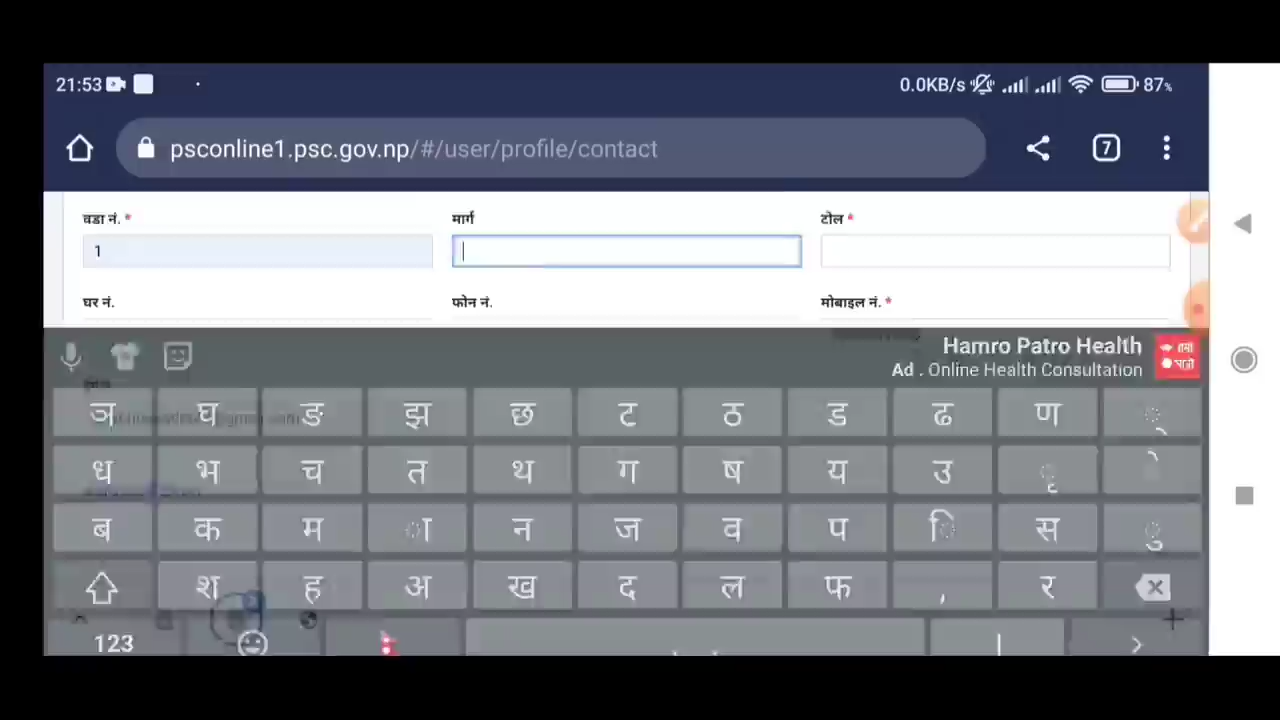 21:53 0.0KB/s 87%
psconline1.psc.gov.np/#/user/profile/contact 7
वडा नं. * मार्ग टोल *
1
घर नं. फोन नं. मोबाइल नं. *
Hamro Patro Health
Ad . Online Health Consultation
ञ घ ङ झ छ ट ठ ड ढ ण ्
ध भ च त थ ग ष य उ ृ े
ब क म ा न ज व प ि स ु
श ह अ ख द ल फ , र
123 । >